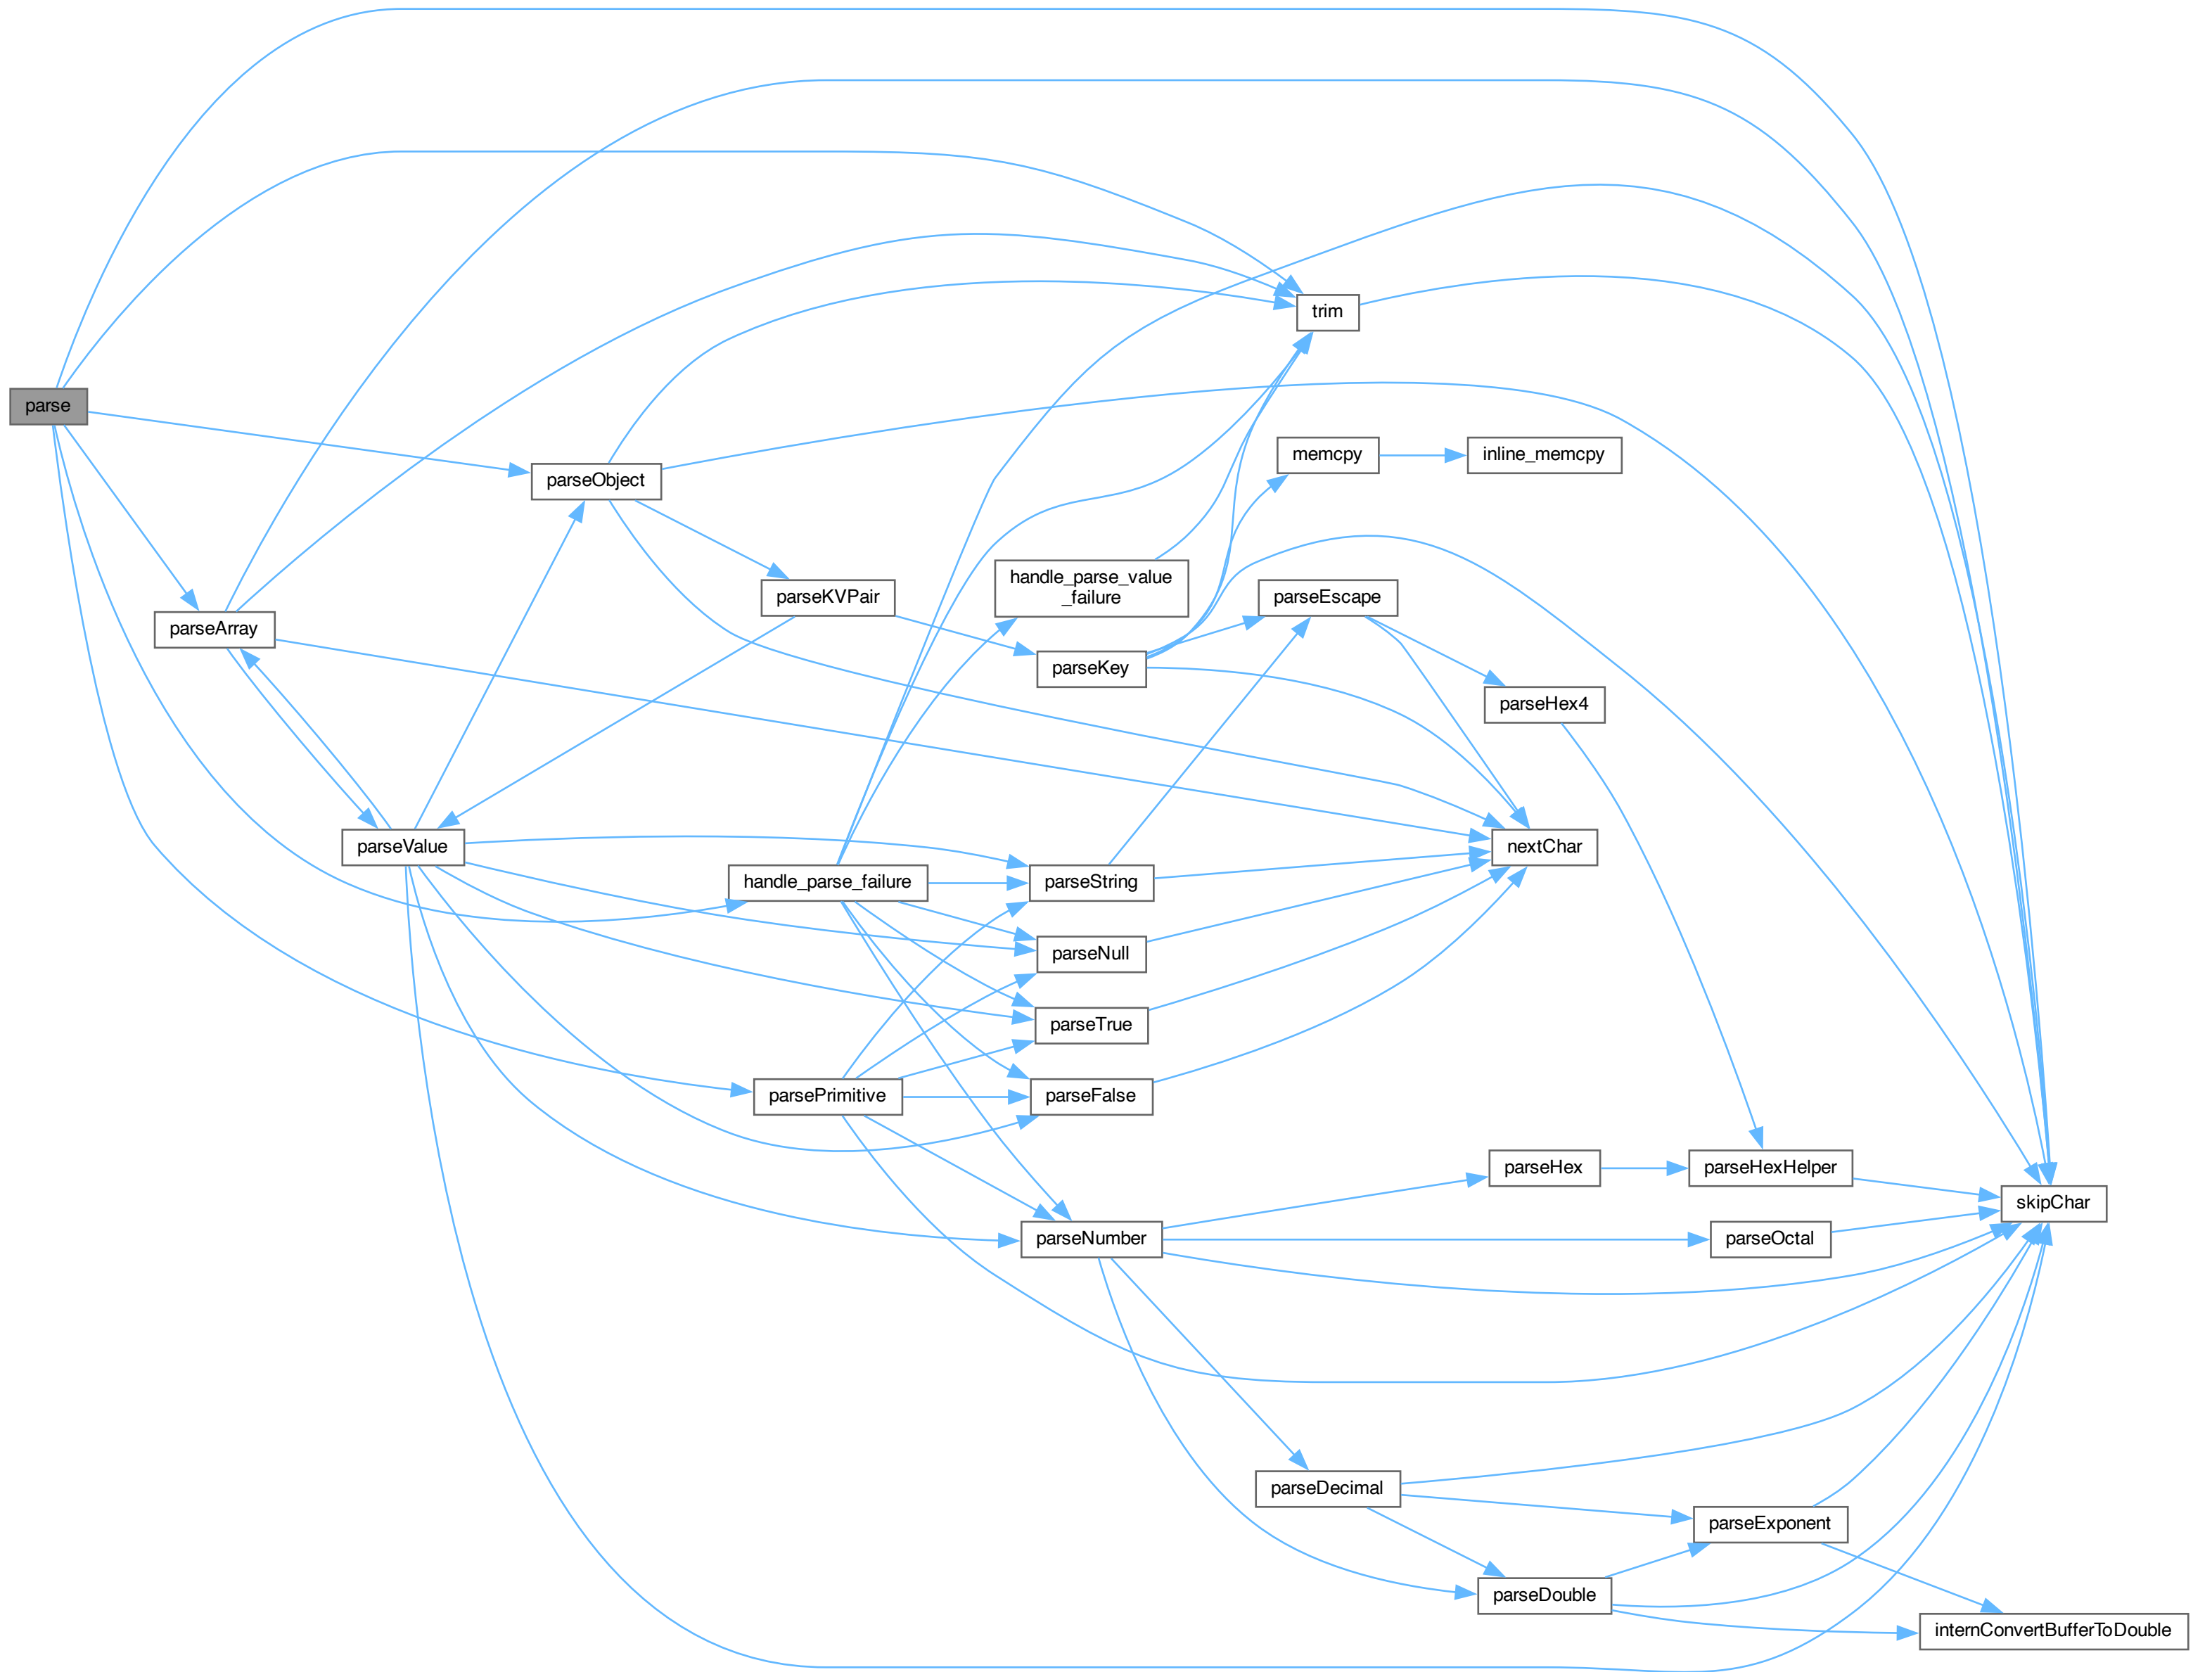 parse
trim
memcpy
inline_memcpy
parseObject
handle_parse_value
_failure
parseEscape
parseKVPair
parseArray
parseKey
parseHex4
parseValue
nextChar
handle_parse_failure
parseString
parseNull
parseTrue
parsePrimitive
parseFalse
parseHex
parseHexHelper
skipChar
parseNumber
parseOctal
parseDecimal
parseExponent
parseDouble
internConvertBufferToDouble